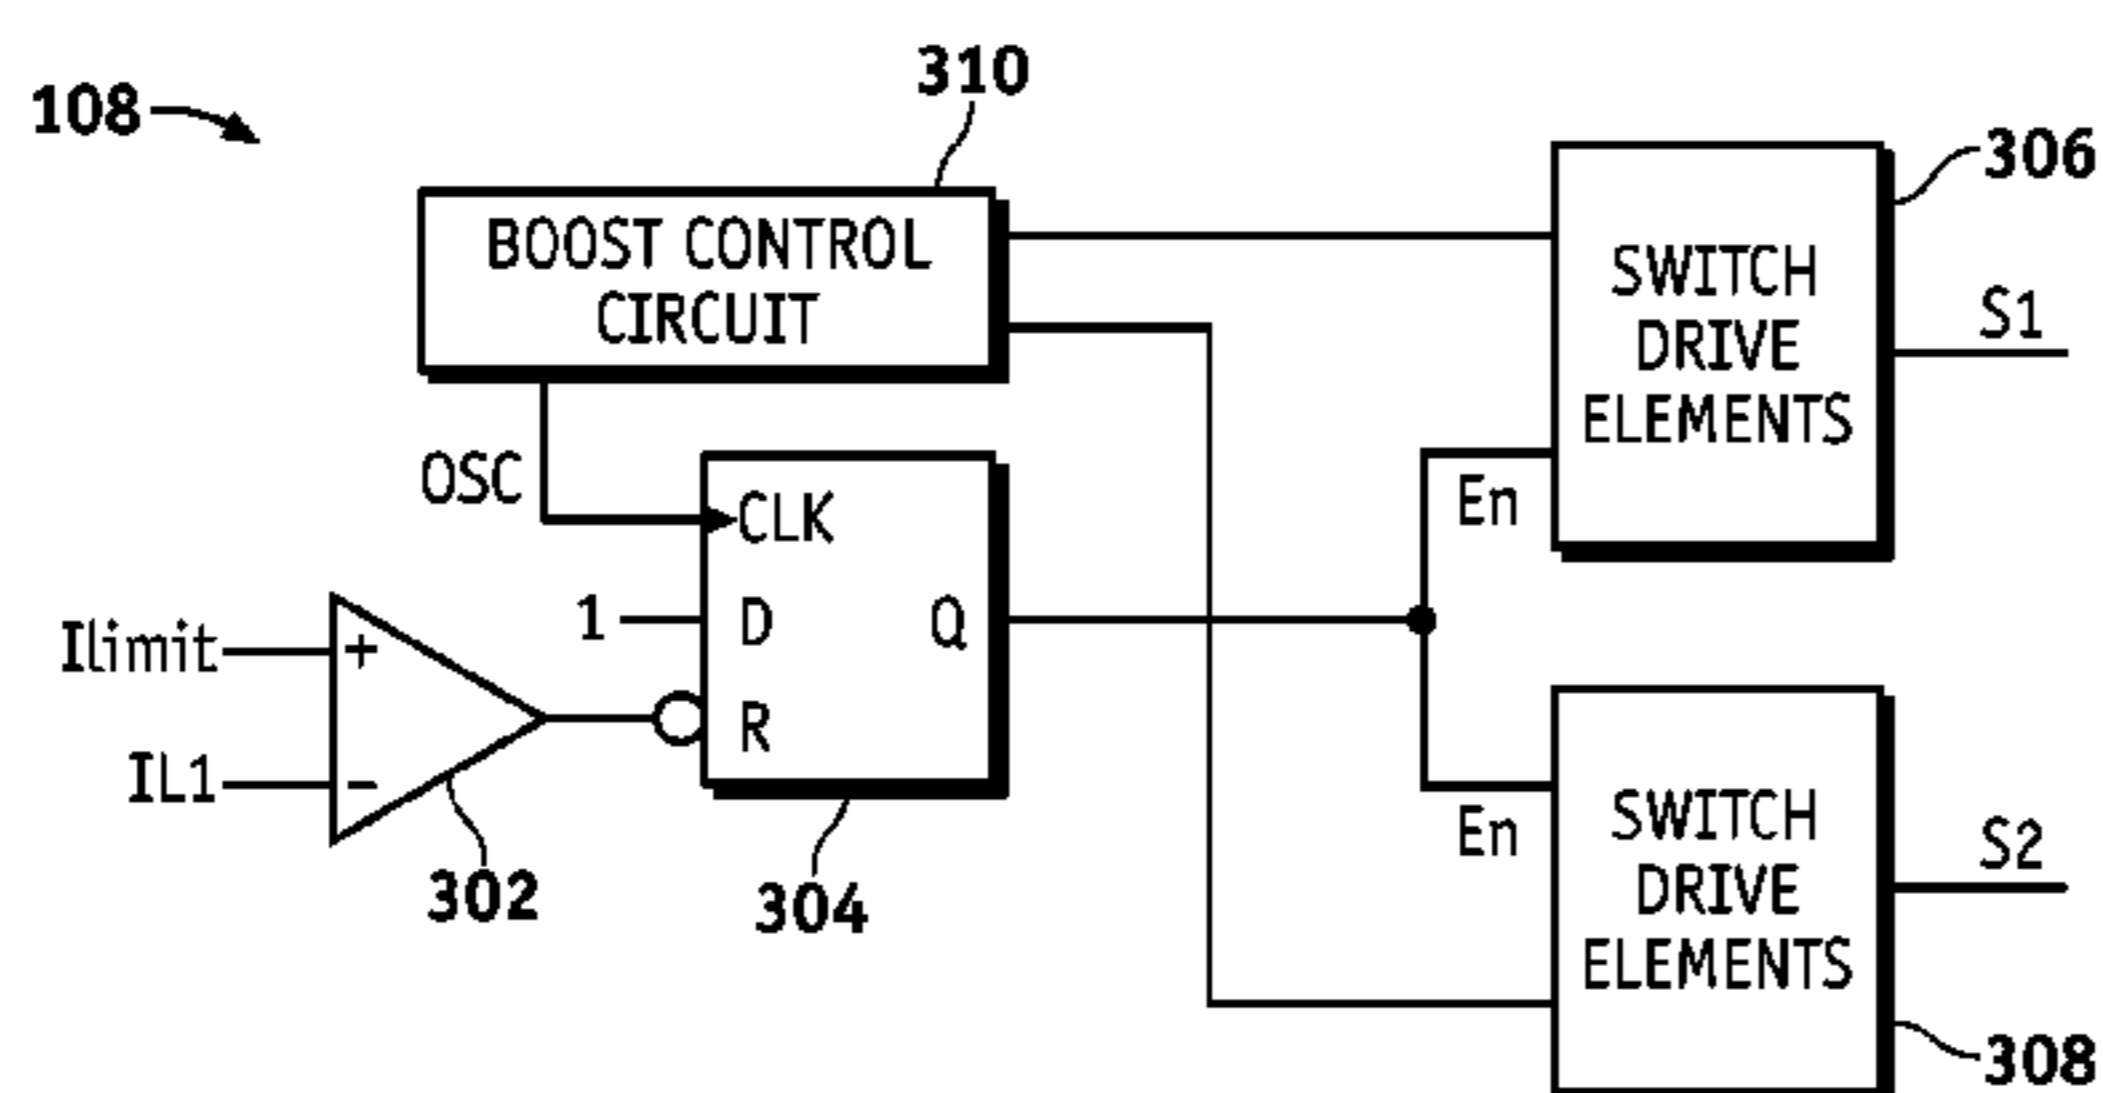 310
108
306
BOOST CONTROL
CIRCUIT
SWITCH
DRIVE
ELEMENTS
S1
OSC
CLK
En
1
D
Q
Ilimit
+
R
IL1
−
302
304
En
SWITCH
DRIVE
ELEMENTS
S2
308